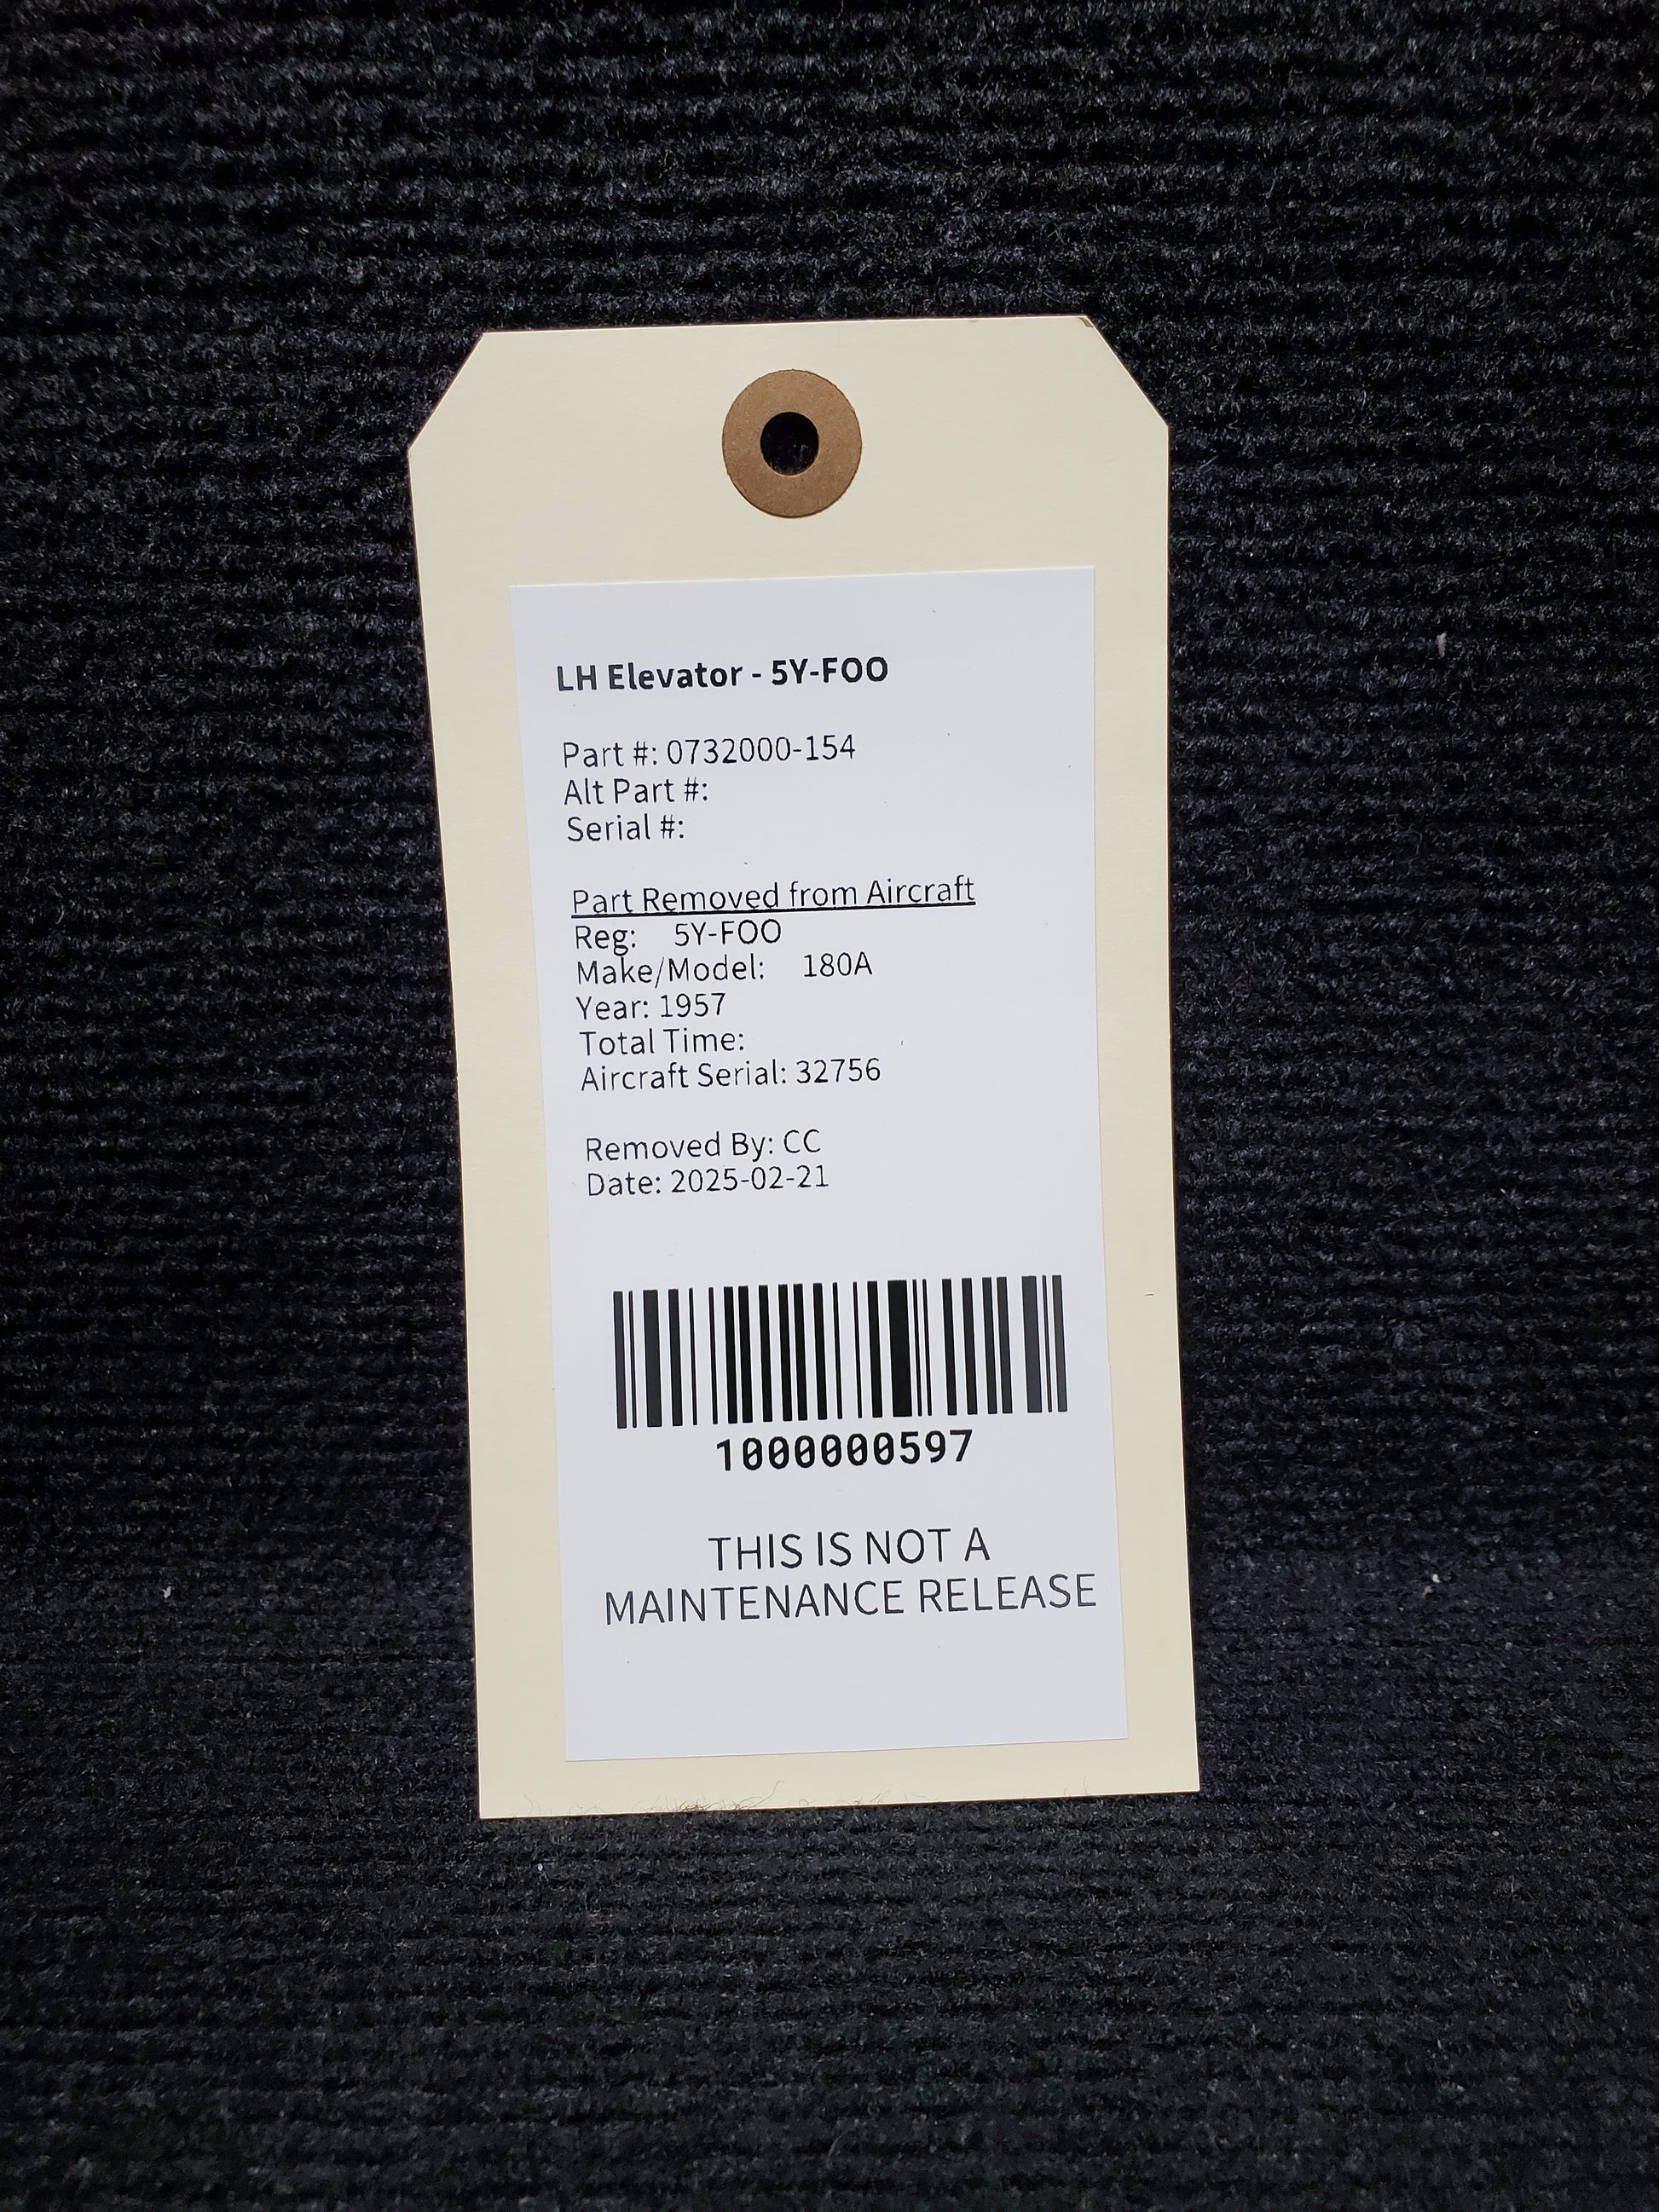 LH Elevator - 5Y-FOO
Part #: 0732000-154
Alt Part #:
Serial #:
Part Removed from Aircraft
Reg: 5Y-FOO
Make/Model: 180A
Year: 1957
Total Time:
Aircraft Serial: 32756
Removed By: CC
Date: 2025-02-21
1000000597
THIS IS NOT A
MAINTENANCE RELEASE